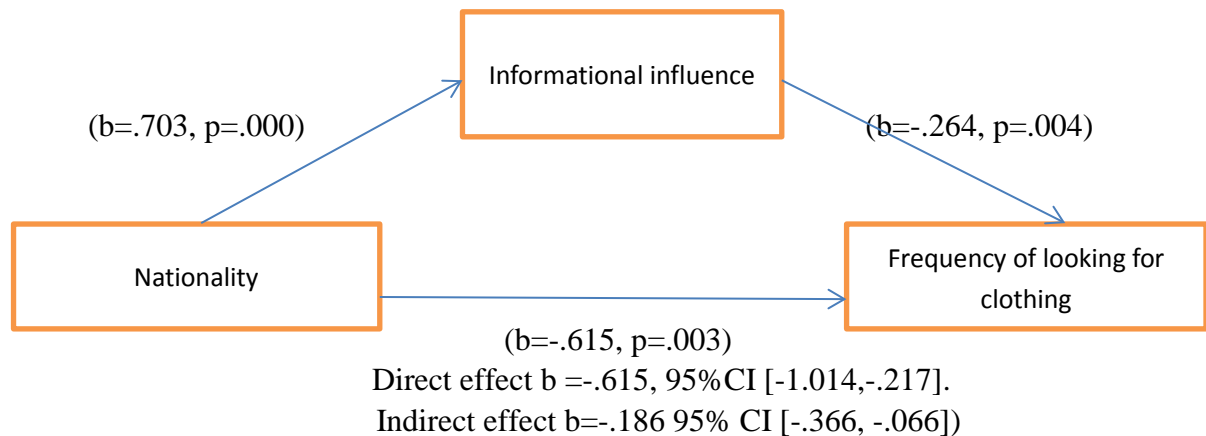 Informational influence
(b=.703, p=.000)
(b=-.264, p=.004)
Nationality
Frequency of looking for
clothing
(b=-.615, p=.003)
Direct effect b =-.615, 95%CI [-1.014,-.217].
Indirect effect b=-.186 95% CI [-.366, -.066])